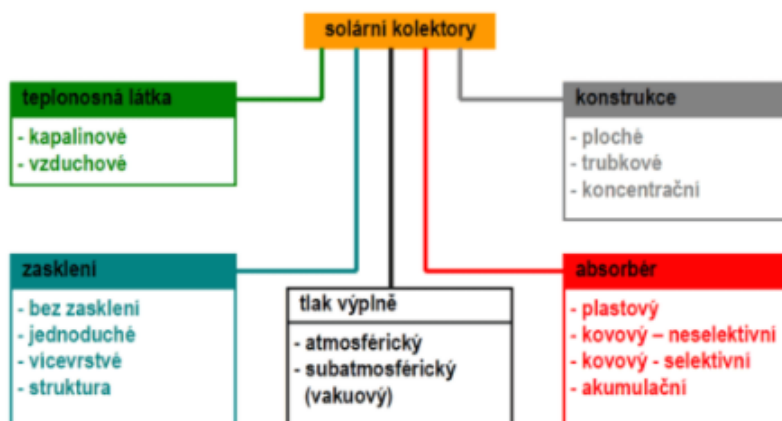 solární kolektory
teplonosná látka
- kapalinové
- vzduchové
konstrukce
- ploché
- trubkové
- koncentrační
zasklení
- bez zasklení
- jednoduché
- vícevrstvé
- struktura
tlak výplně
- atmosférický
- subatmosférický
(vakuový)
absorbér
- plastový
- kovový – neselektivní
- kovový - selektivní
- akumulační